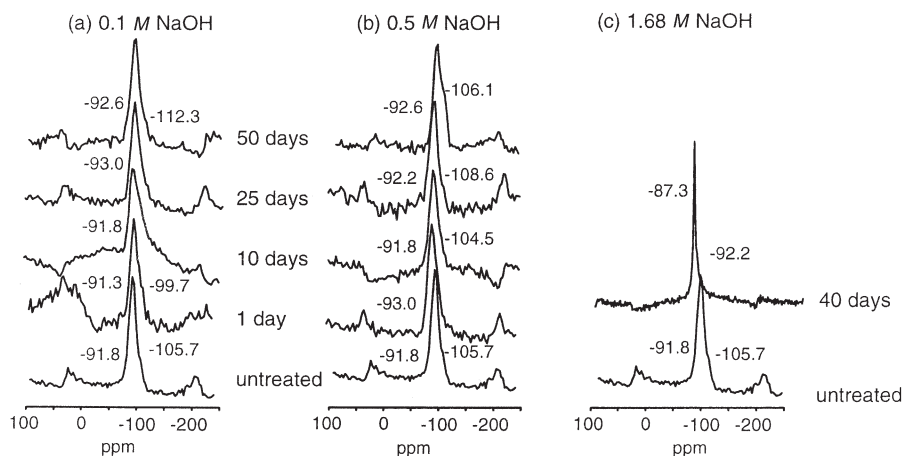 (a) 0.1 M NaOH
-92.6
-112.3
50 days
-93.0
25 days
-91.8
10 days
-91.3
-99.7
1 day
-91.8
-105.7
untreated
100 0 -100 -200
ppm
(b) 0.5 M NaOH
-106.1
-92.6
-92.2
-108.6
-91.8
-104.5
-93.0
-91.8
-105.7
100 0 -100 -200
ppm
(c) 1.68 M NaOH
-87.3
-92.2
40 days
-91.8
-105.7
untreated
100 0 -100 -200
ppm